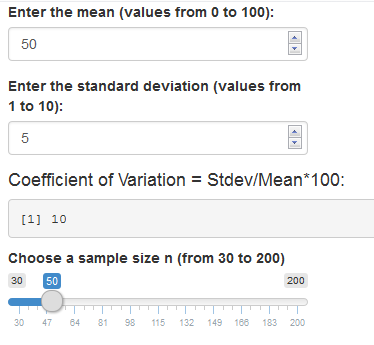 Enter the mean (values from 0 to 100):
50
Enter the standard deviation (values from
1 to 10):
5
Coefficient of Variation = Stdev/Mean*100:
[1] 10
Choose a sample size n (from 30 to 200)
30 50 200
30 47 64 81 98 115 132 149 166 183 200